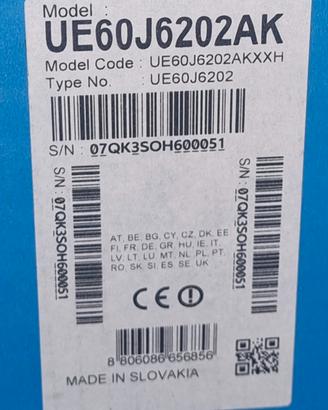 Model :
UE60J6202AK
Model Code : UE60J6202AKXXH
Type No. : UE60J6202
S/N : 07QK3SOH600051
S/N : 07QK3SOH600051
S/N : 07QK3SOH600051
AT, BE, BG, CY, CZ, DK, EE
FI, FR, DE, GR, HU, IE, IT,
LV, LT, LU, MT, NL, PL, PT,
RO, SK, SI, ES, SE, UK
CE
8 806086 656856
MADE IN SLOVAKIA